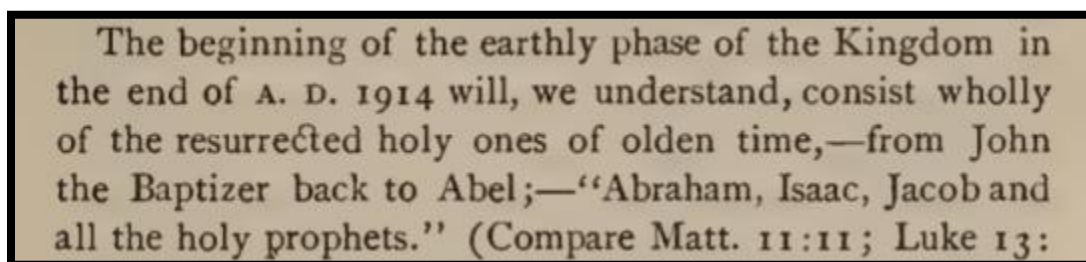 The beginning of the earthly phase of the Kingdom in
the end of A. D. 1914 will, we understand, consist wholly
of the resurrected holy ones of olden time,—from John
the Baptizer back to Abel;—"Abraham, Isaac, Jacob and
all the holy prophets." (Compare Matt. 11:11; Luke 13: